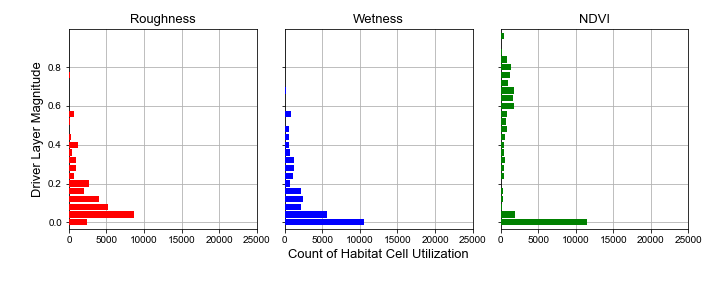 Roughness
Wetness
NDVI
Driver Layer Magnitude
0.8
0.6
0.4
0.2
0.0
0 5000 10000 15000 20000 25000
0 5000 10000 15000 20000 25000
0 5000 10000 15000 20000 25000
Count of Habitat Cell Utilization